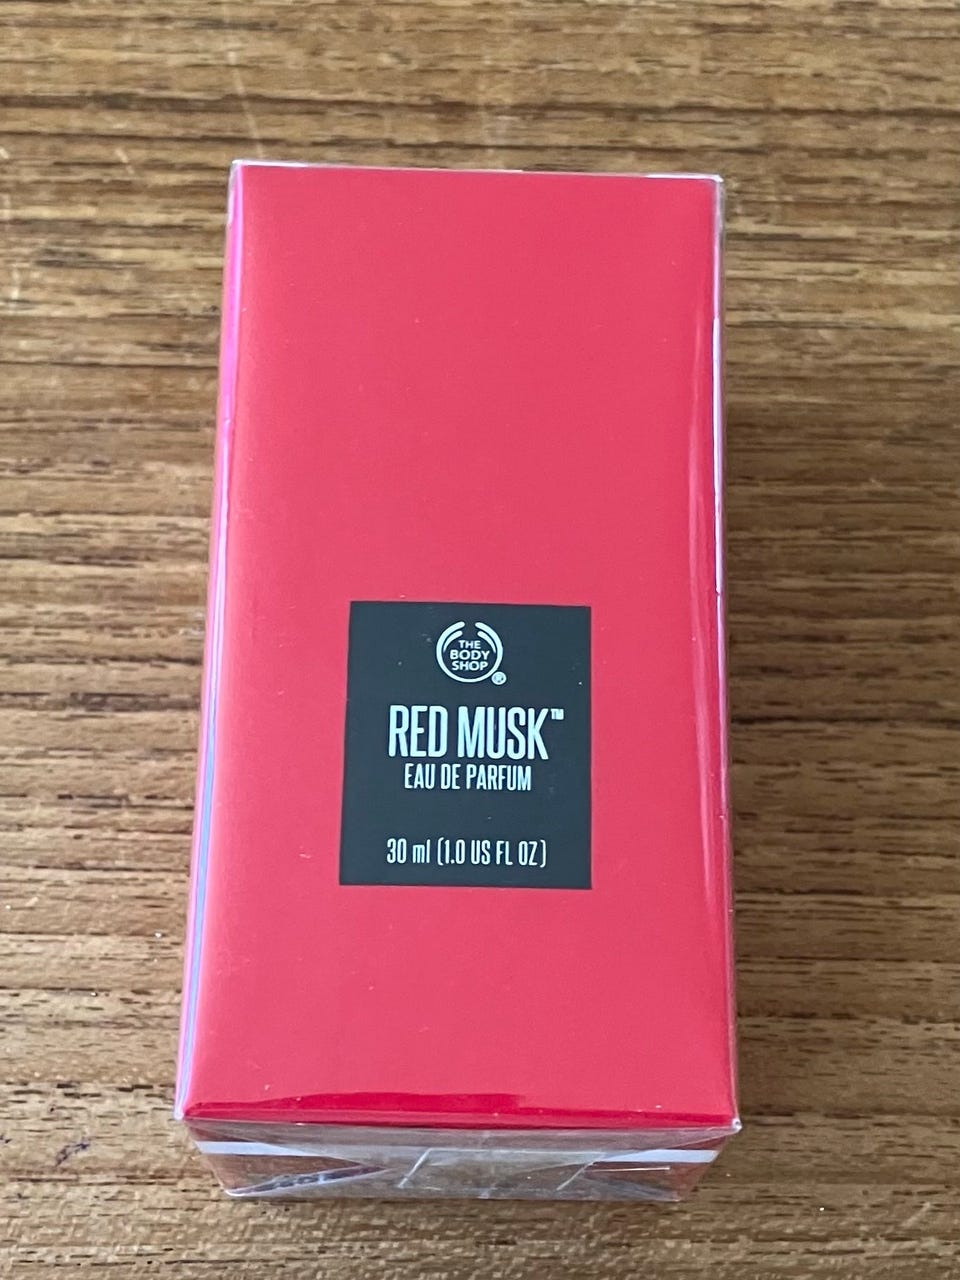 THE
BODY
SHOP®
RED MUSK™
EAU DE PARFUM
30 ml (1.0 US FL OZ)